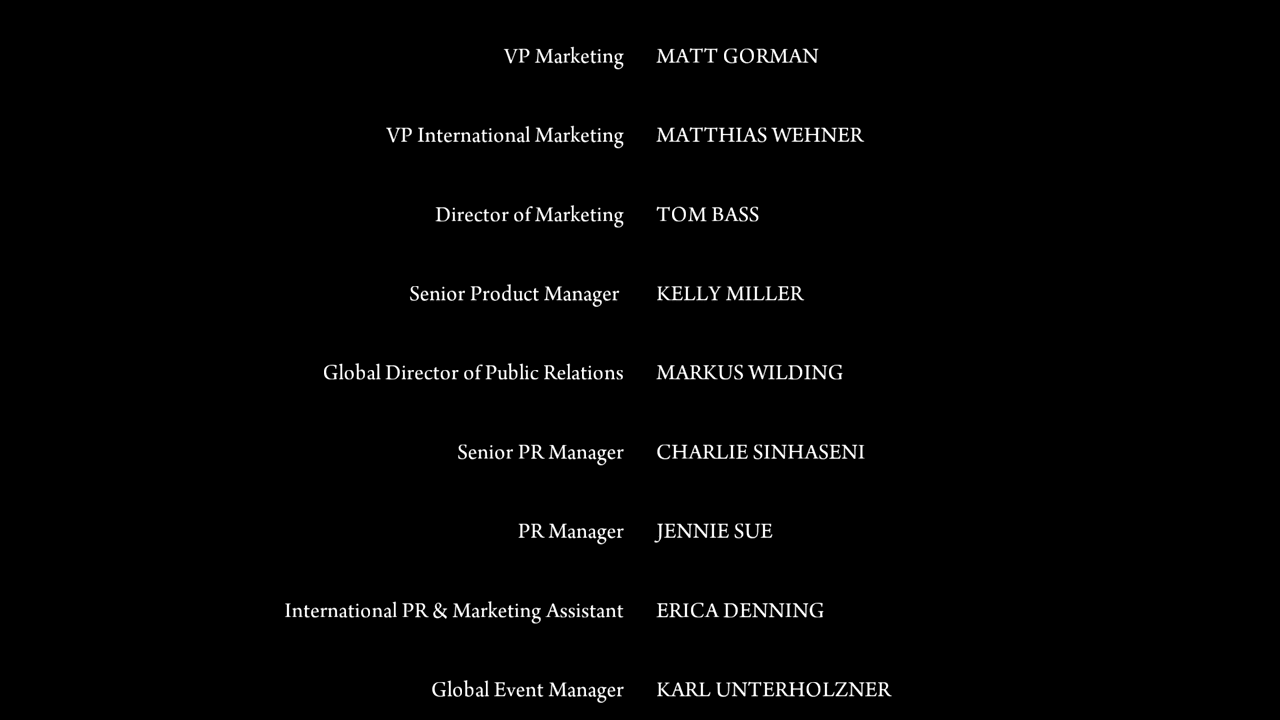 VP Marketing MATT GORMAN
VP International Marketing MATTHIAS WEHNER
Director of Marketing TOM BASS
Senior Product Manager KELLY MILLER
Global Director of Public Relations MARKUS WILDING
Senior PR Manager CHARLIE SINHASENI
PR Manager JENNIE SUE
International PR & Marketing Assistant ERICA DENNING
Global Event Manager KARL UNTERHOLZNER